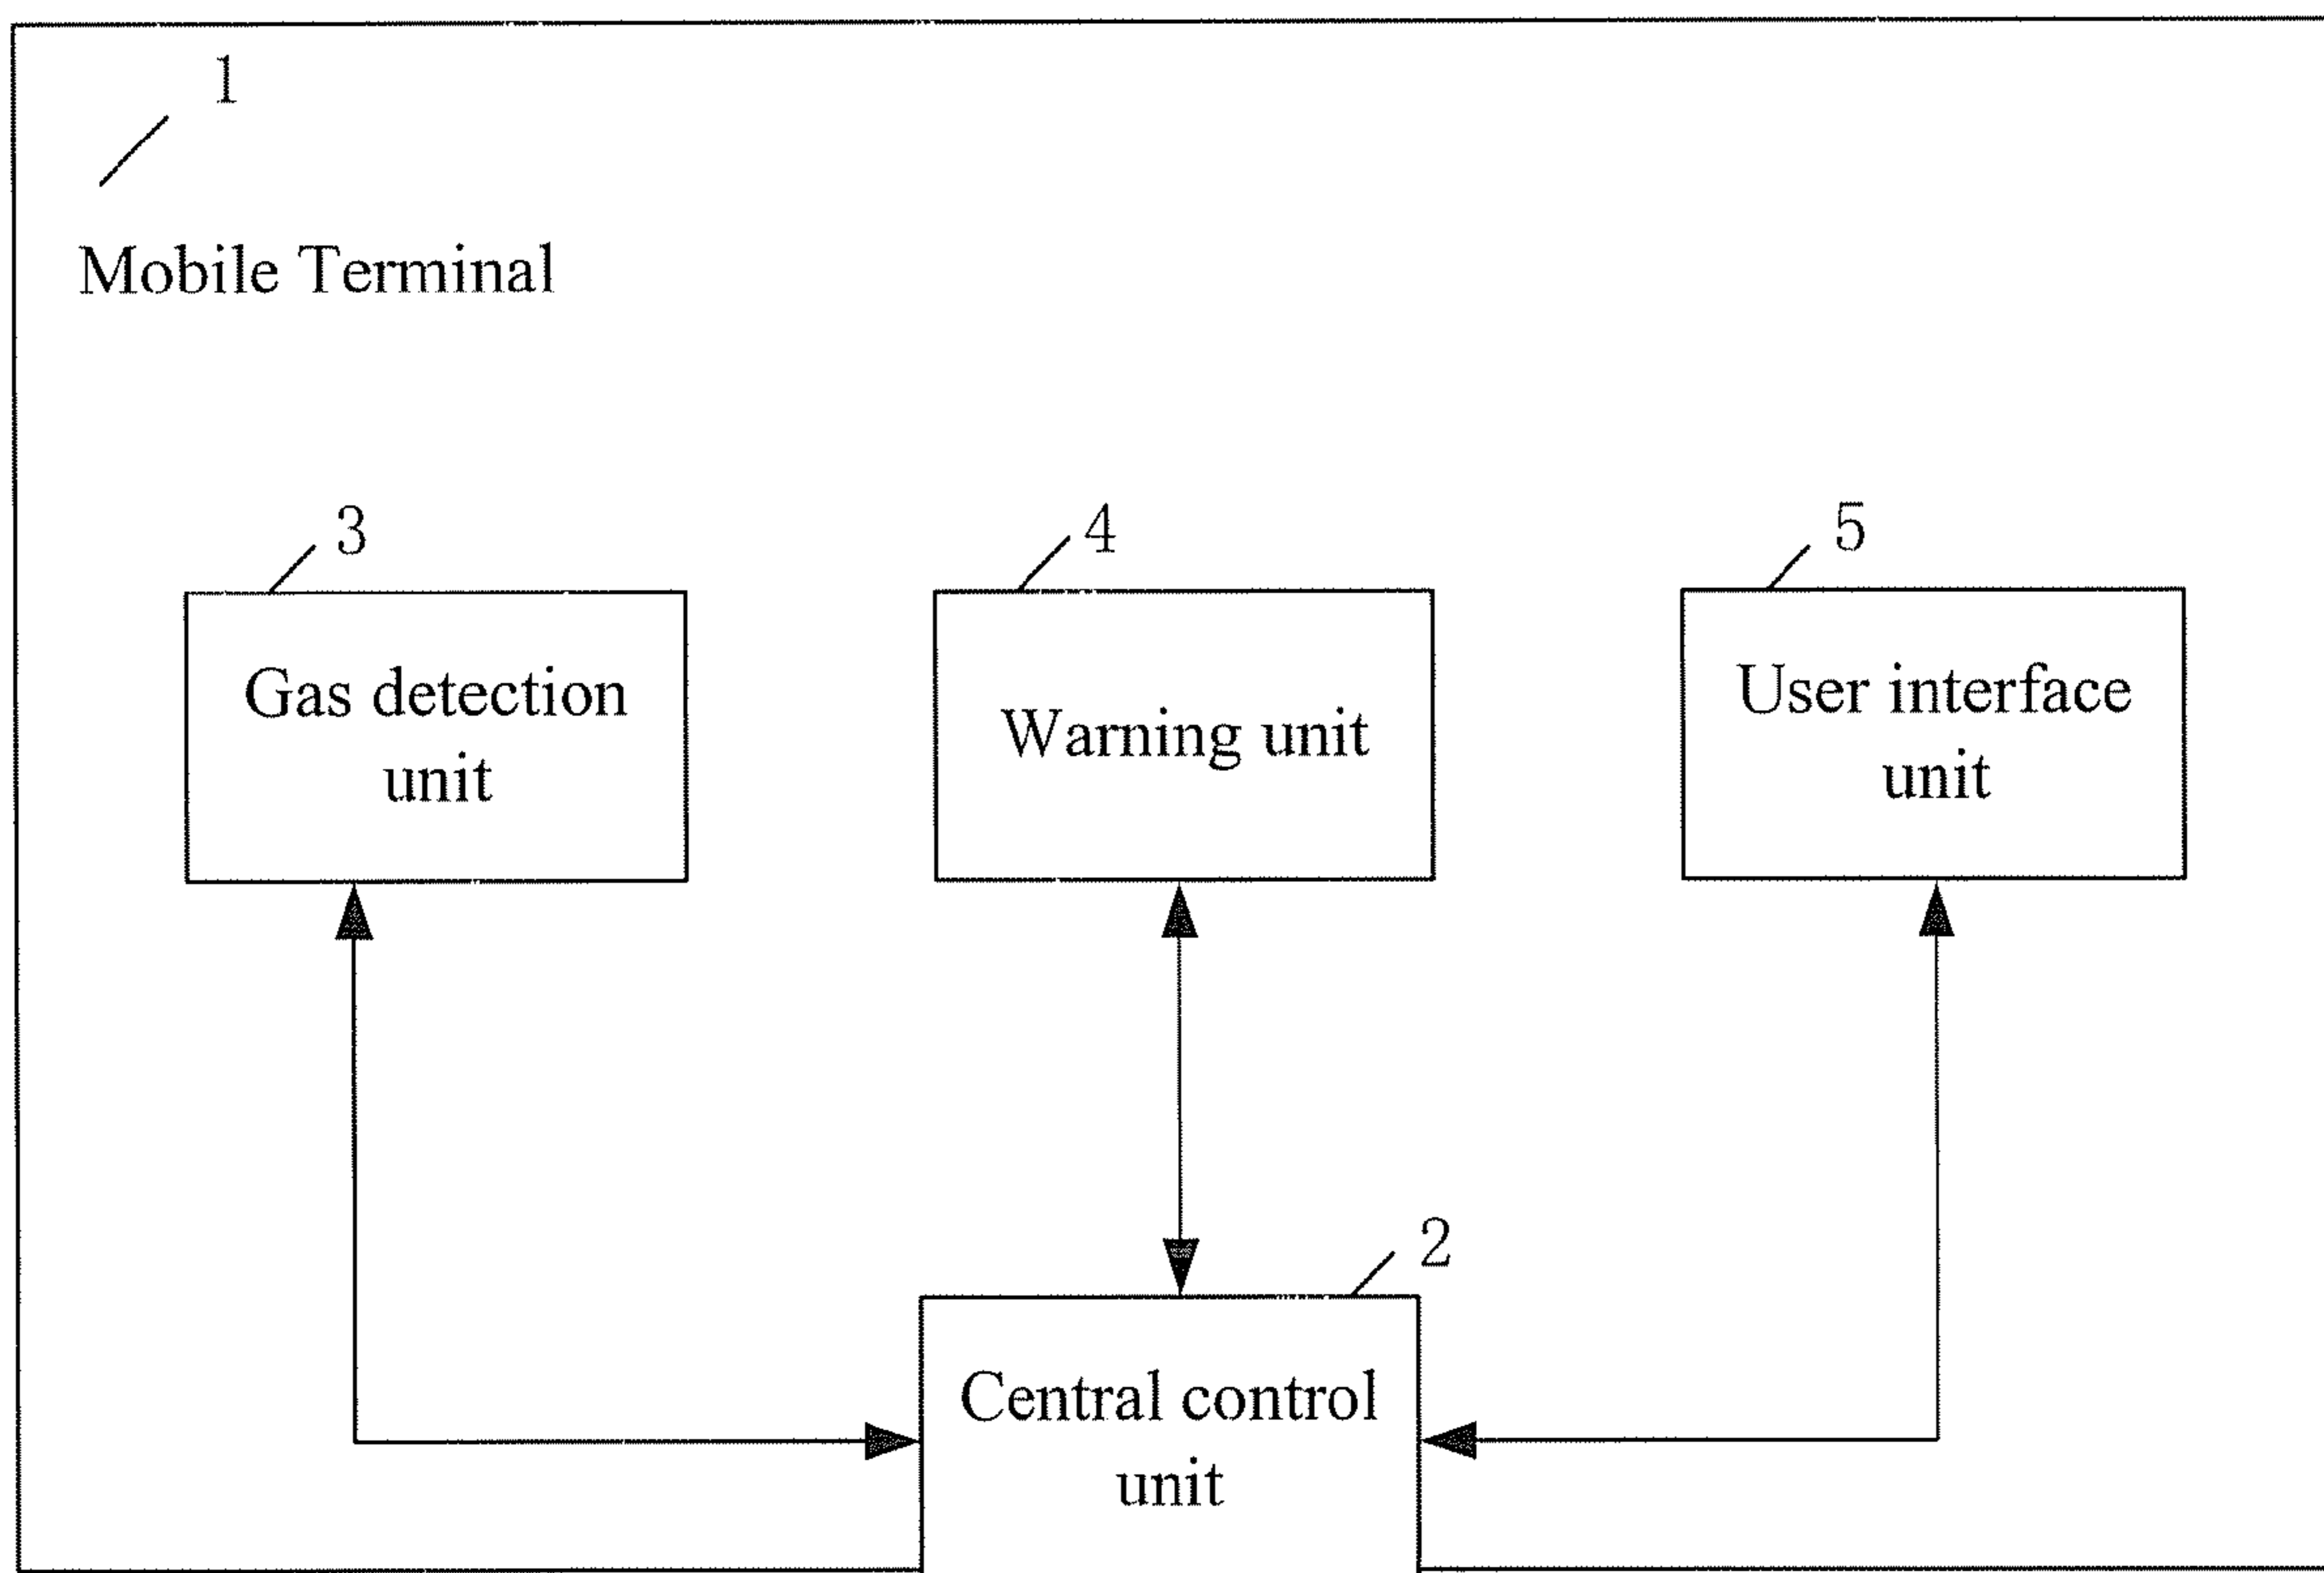 1
Mobile Terminal
3
4
5
Gas detection
unit
Warning unit
User interface
unit
2
Central control
unit